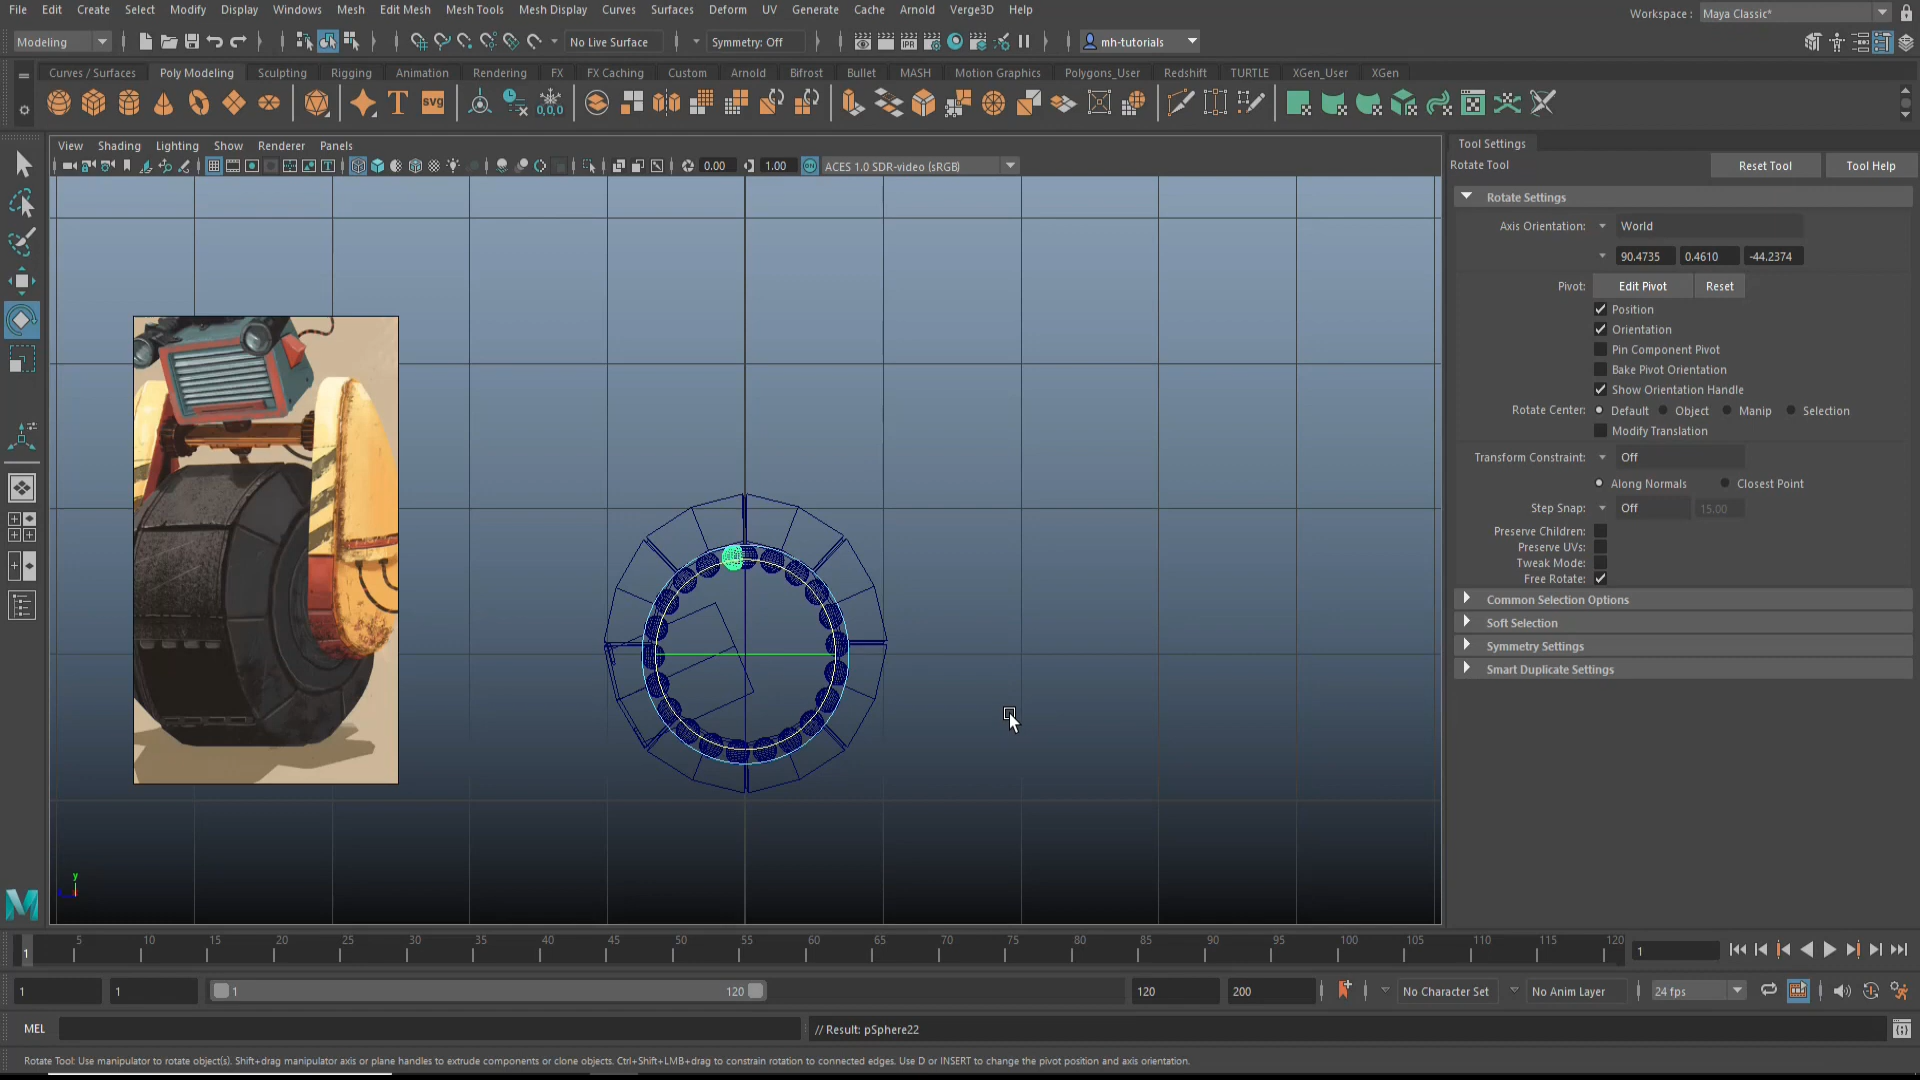 File Edit Create Select Modify Display Windows Mesh Edit Mesh Mesh Tools Mesh Display Curves Surfaces Deform UV Generate Cache Arnold Verge3D Help
Workspace : Maya Classic*
Modeling No Live Surface Symmetry: Off IPR mh-tutorials
Curves / Surfaces Poly Modeling Sculpting Rigging Animation Rendering FX FX Caching Custom Arnold Bifrost Bullet MASH Motion Graphics Polygons_User Redshift TURTLE XGen_User XGen
T SVG 0,0,0
View Shading Lighting Show Renderer Panels
0.00 1.00 ON ACES 1.0 SDR-video (sRGB)
Tool Settings
Rotate Tool Reset Tool Tool Help
Rotate Settings
Axis Orientation: World
90.4735 0.4610 -44.2374
Pivot: Edit Pivot Reset
Position
Orientation
Pin Component Pivot
Bake Pivot Orientation
Show Orientation Handle
Rotate Center: Default Object Manip Selection
Modify Translation
Transform Constraint: Off
Along Normals Closest Point
Step Snap: Off 15.00
Preserve Children:
Preserve UVs:
Tweak Mode:
Free Rotate:
Common Selection Options
Soft Selection
Symmetry Settings
Smart Duplicate Settings
y
M
1 5 10 15 20 25 30 35 40 45 50 55 60 65 70 75 80 85 90 95 100 105 110 115 120 1
1 1 1 120 120 200 No Character Set No Anim Layer 24 fps
MEL // Result: pSphere22
Rotate Tool: Use manipulator to rotate object(s). Shift+drag manipulator axis or plane handles to extrude components or clone objects. Ctrl+Shift+LMB+drag to constrain rotation to connected edges. Use D or INSERT to change the pivot position and axis orientation.